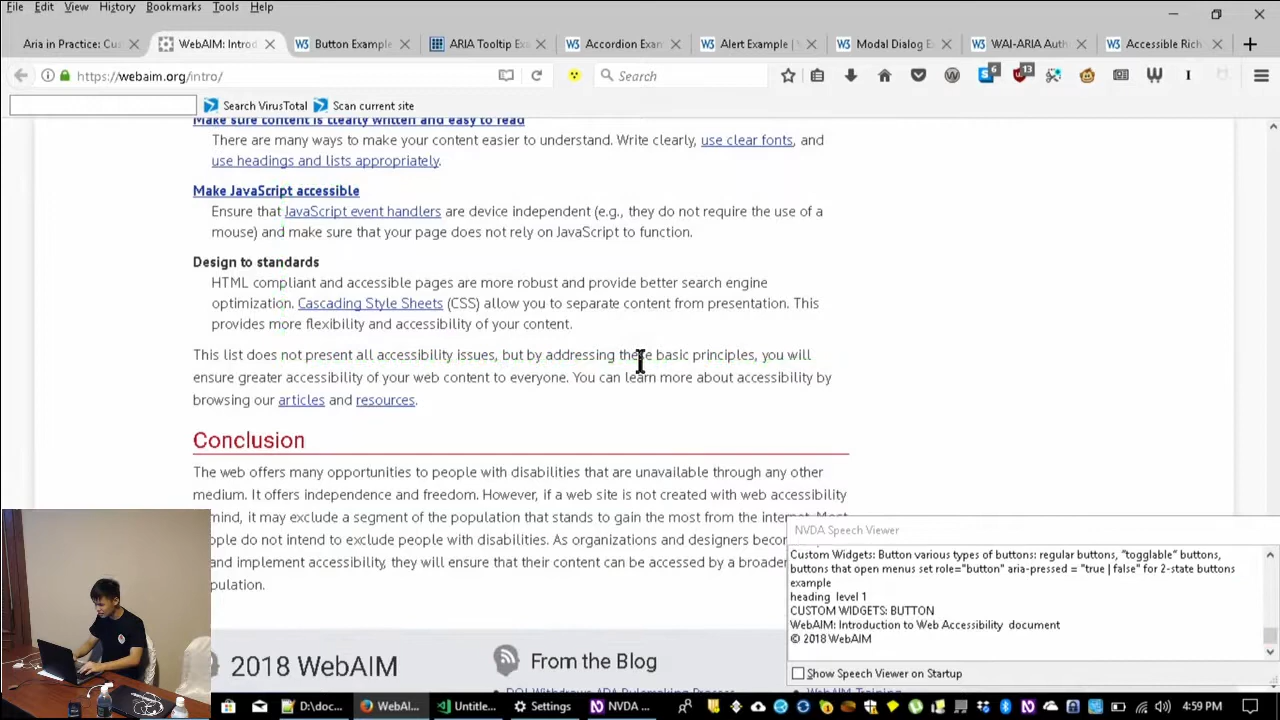 File Edit View History Bookmarks Tools Help
Aria in Practice: Cu WebAIM: Introd Button Example ARIA Tooltip Exa Accordion Exan Alert Example | Modal Dialog E WAI-ARIA Auth Accessible Rich
https://webaim.org/intro/ Search 6 13
Search VirusTotal Scan current site
Make sure content is clearly written and easy to read
There are many ways to make your content easier to understand. Write clearly, use clear fonts, and
use headings and lists appropriately.
Make JavaScript accessible
Ensure that JavaScript event handlers are device independent (e.g., they do not require the use of a
mouse) and make sure that your page does not rely on JavaScript to function.
Design to standards
HTML compliant and accessible pages are more robust and provide better search engine
optimization. Cascading Style Sheets (CSS) allow you to separate content from presentation. This
provides more flexibility and accessibility of your content.
This list does not present all accessibility issues, but by addressing these basic principles, you will
ensure greater accessibility of your web content to everyone. You can learn more about accessibility by
browsing our articles and resources.
Conclusion
The web offers many opportunities to people with disabilities that are unavailable through any other
medium. It offers independence and freedom. However, if a web site is not created with web accessibility
mind, it may exclude a segment of the population that stands to gain the most from the internet. Most
ople do not intend to exclude people with disabilities. As organizations and designers becom
and implement accessibility, they will ensure that their content can be accessed by a broader
opulation.
2018 WebAIM
From the Blog
DOJ Withdraws ADA Rulemaking Process
WebAIM Training
NVDA Speech Viewer
Custom Widgets: Button various types of buttons: regular buttons, "togglable" buttons,
buttons that open menus set role="button" aria-pressed = "true | false" for 2-state buttons
example
heading level 1
CUSTOM WIDGETS: BUTTON
WebAIM: Introduction to Web Accessibility document
© 2018 WebAIM
Show Speech Viewer on Startup
D:\doc... WebAI... Untitle... Settings NVDA ... 4:59 PM